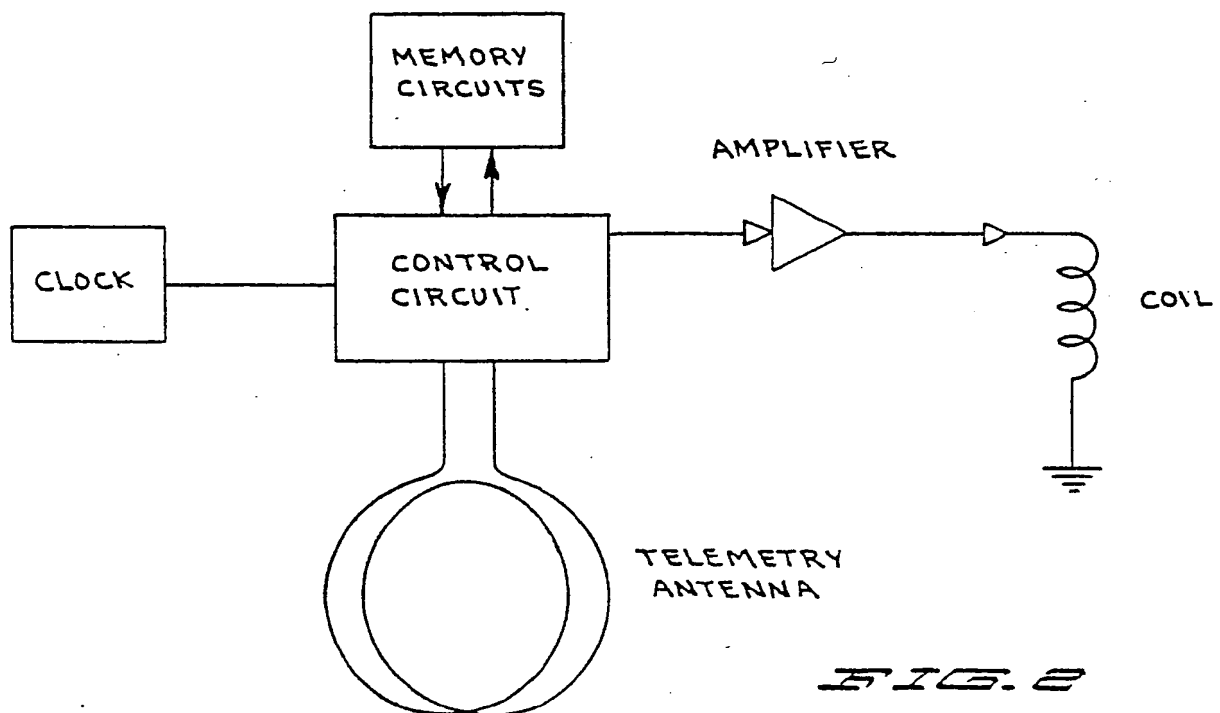 MEMORY
CIRCUITS
AMPLIFIER
CLOCK
CONTROL
CIRCUIT
COIL
TELEMETRY
ANTENNA
FIG. 2